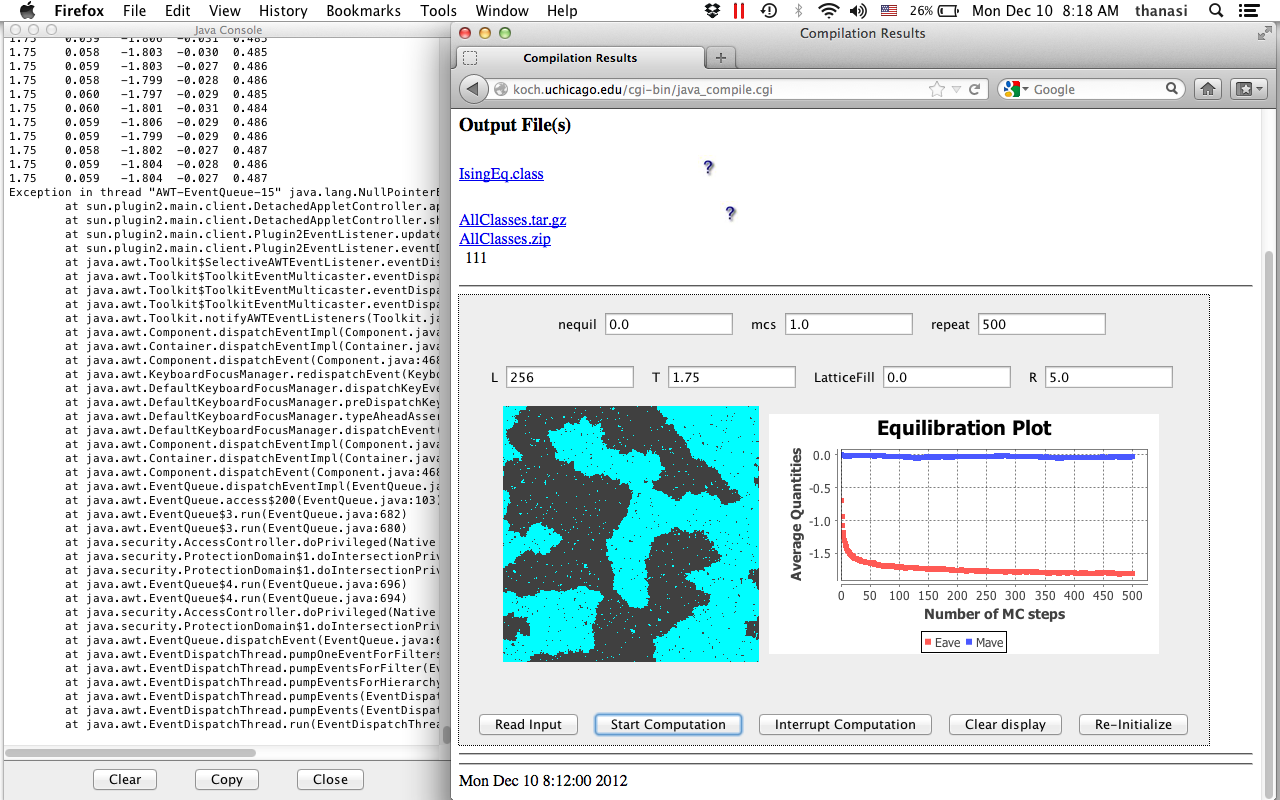 Firefox File Edit View History Bookmarks Tools Window Help 26% Mon Dec 10 8:18 AM thanasi
Java Console
1.75 0.058 -1.803 -0.030 0.485
1.75 0.059 -1.803 -0.027 0.486
1.75 0.058 -1.799 -0.028 0.486
1.75 0.060 -1.797 -0.029 0.485
1.75 0.060 -1.801 -0.031 0.484
1.75 0.059 -1.806 -0.029 0.486
1.75 0.059 -1.799 -0.029 0.486
1.75 0.058 -1.802 -0.027 0.487
1.75 0.059 -1.804 -0.028 0.486
1.75 0.059 -1.804 -0.027 0.487
Exception in thread "AWT-EventQueue-15" java.lang.NullPointerE
at sun.plugin2.main.client.DetachedAppletController.ap
at sun.plugin2.main.client.DetachedAppletController.sh
at sun.plugin2.main.client.Plugin2EventListener.update
at sun.plugin2.main.client.Plugin2EventListener.eventD
at java.awt.Toolkit$SelectiveAWTEventListener.eventDis
at java.awt.Toolkit$ToolkitEventMulticaster.eventDispa
at java.awt.Toolkit$ToolkitEventMulticaster.eventDispa
at java.awt.Toolkit$ToolkitEventMulticaster.eventDispa
at java.awt.Toolkit.notifyAWTEventListeners(Toolkit.ja
at java.awt.Component.dispatchEventImpl(Component.java
at java.awt.Container.dispatchEventImpl(Container.java
at java.awt.Component.dispatchEvent(Component.java:468
at java.awt.KeyboardFocusManager.redispatchEvent(Keybo
at java.awt.DefaultKeyboardFocusManager.dispatchKeyEve
at java.awt.DefaultKeyboardFocusManager.preDispatchKey
at java.awt.DefaultKeyboardFocusManager.typeAheadAsser
at java.awt.DefaultKeyboardFocusManager.dispatchEvent(
at java.awt.Component.dispatchEventImpl(Component.java
at java.awt.Container.dispatchEventImpl(Container.java
at java.awt.Component.dispatchEvent(Component.java:468
at java.awt.EventQueue.dispatchEventImpl(EventQueue.ja
at java.awt.EventQueue.access$200(EventQueue.java:103)
at java.awt.EventQueue$3.run(EventQueue.java:682)
at java.awt.EventQueue$3.run(EventQueue.java:680)
at java.security.AccessController.doPrivileged(Native
at java.security.ProtectionDomain$1.doIntersectionPriv
at java.security.ProtectionDomain$1.doIntersectionPriv
at java.awt.EventQueue$4.run(EventQueue.java:696)
at java.awt.EventQueue$4.run(EventQueue.java:694)
at java.security.AccessController.doPrivileged(Native
at java.security.ProtectionDomain$1.doIntersectionPriv
at java.awt.EventQueue.dispatchEvent(EventQueue.java:6
at java.awt.EventDispatchThread.pumpOneEventForFilters
at java.awt.EventDispatchThread.pumpEventsForFilter(Ev
at java.awt.EventDispatchThread.pumpEventsForHierarchy
at java.awt.EventDispatchThread.pumpEvents(EventDispat
at java.awt.EventDispatchThread.pumpEvents(EventDispat
at java.awt.EventDispatchThread.run(EventDispatchThrea
Clear Copy Close
Compilation Results
Compilation Results
koch.uchicago.edu/cgi-bin/java_compile.cgi Google
Output File(s)
IsingEq.class ?
AllClasses.tar.gz ?
AllClasses.zip
111
nequil 0.0 mcs 1.0 repeat 500
L 256 T 1.75 LatticeFill 0.0 R 5.0
Equilibration Plot
Average Quantities
0.0
-0.5
-1.0
-1.5
0 50 100 150 200 250 300 350 400 450 500
Number of MC steps
Eave Mave
Read Input Start Computation Interrupt Computation Clear display Re-Initialize
Mon Dec 10 8:12:00 2012